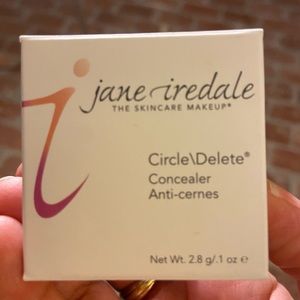 jane iredale
THE SKINCARE MAKEUP®
Circle\Delete®
Concealer
Anti-cernes
Net Wt. 2.8 g/.1 oz e